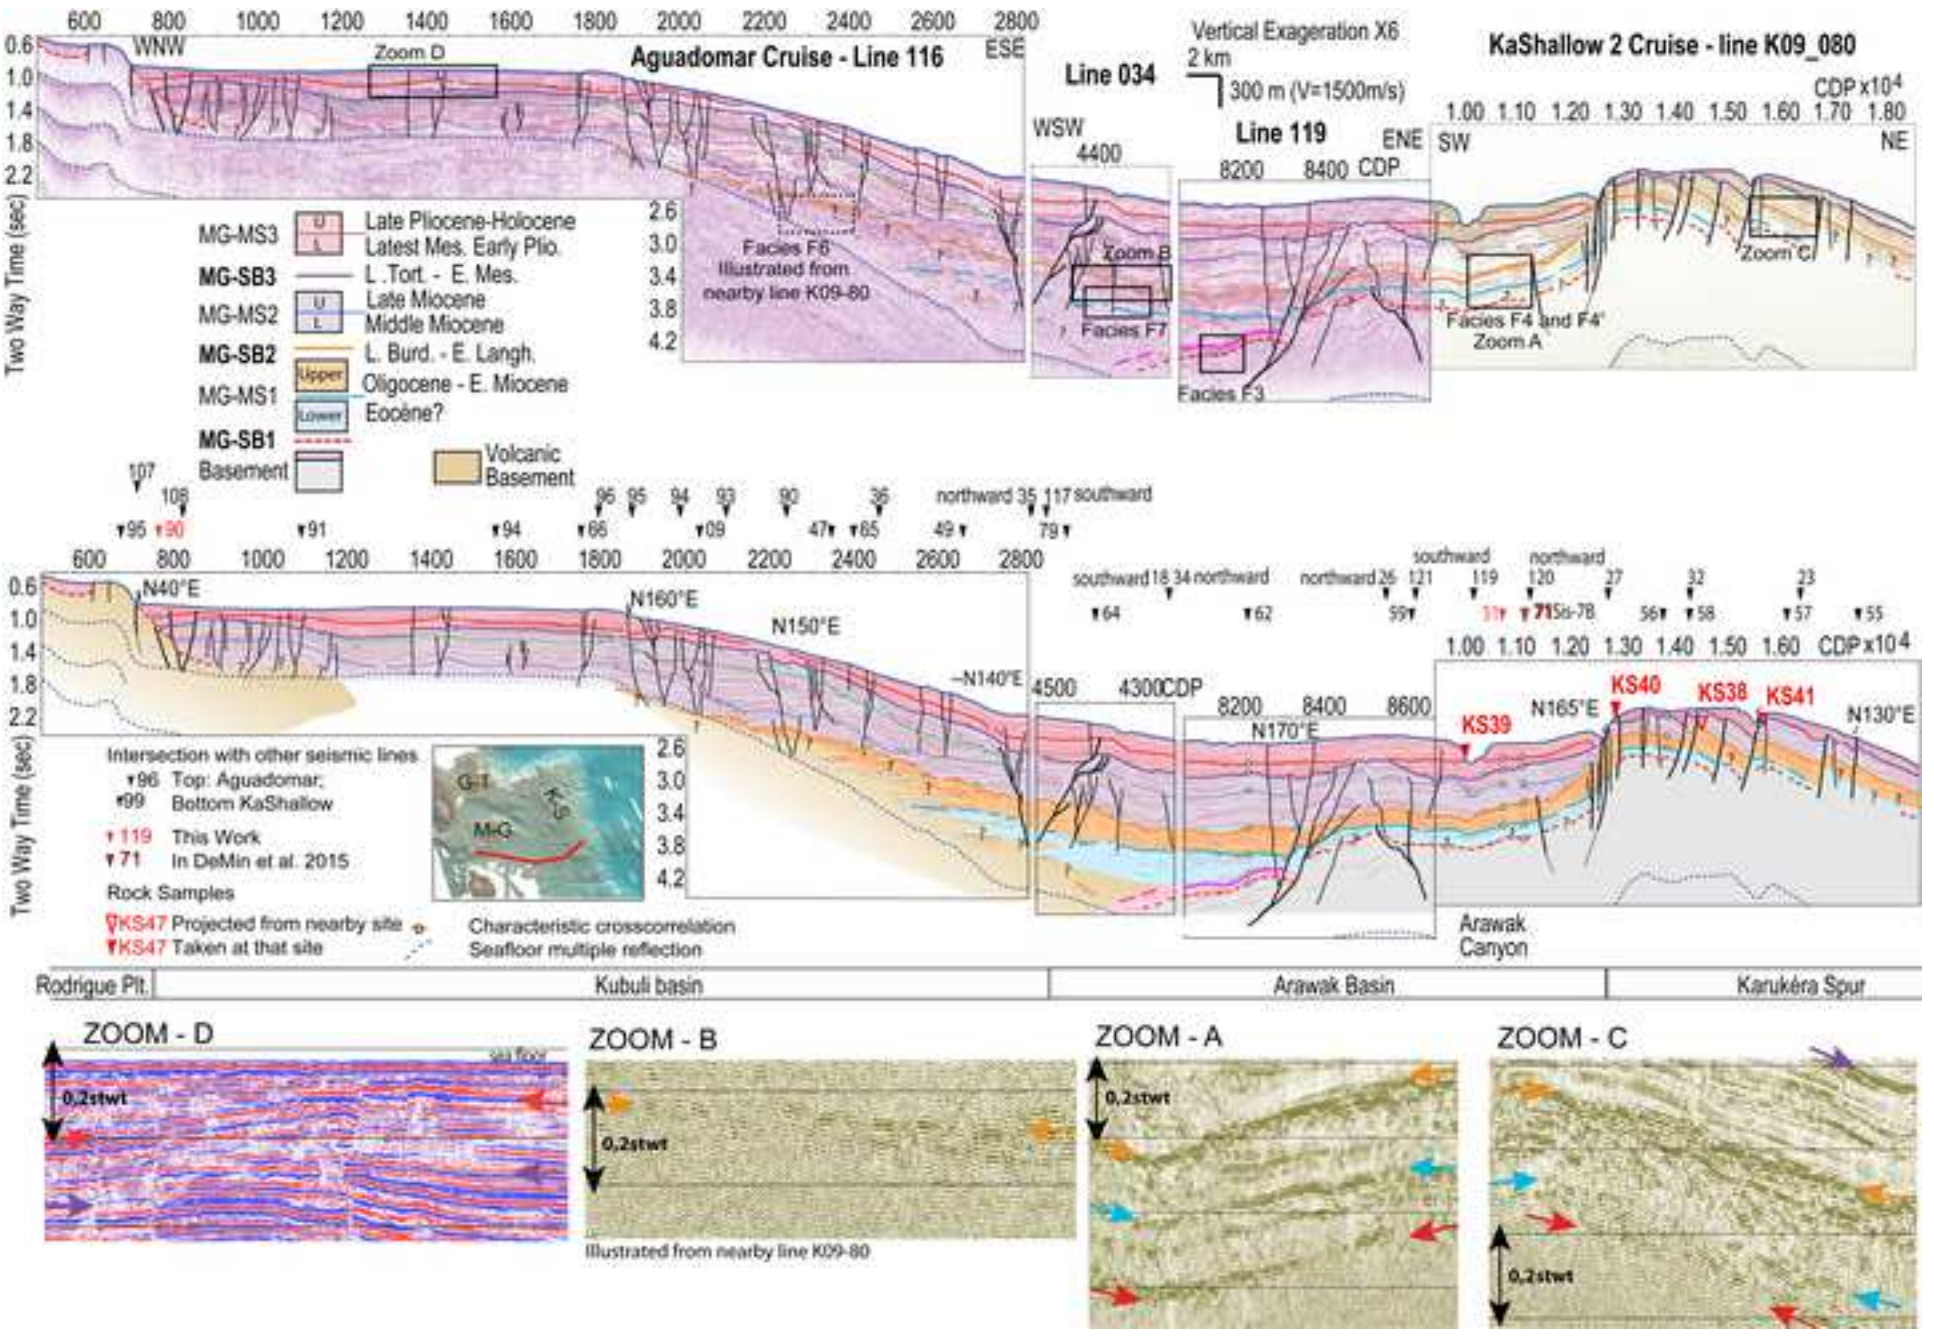 600 800 1000 1200 1400 1600 1800 2000 2200 2400 2600 2800
WNW
Zoom D
Aguadomar Cruise - Line 116
ESE
Vertical Exageration X6
2 km
300 m (V=1500m/s)
KaShallow 2 Cruise - line K09_080
CDP x10⁴
1.00 1.10 1.20 1.30 1.40 1.50 1.60 1.70 1.80
Line 034
WSW
4400
Line 119
ENE
8200 8400 CDP
SW
NE
0.6
1.0
1.4
1.8
2.2
Two Way Time (sec)
2.6
3.0
3.4
3.8
4.2
Facies F6
Illustrated from
nearby line K09-80
Zoom B
Facies F7
Facies F3
Facies F4 and F4'
Zoom A
Zoom C
MG-MS3 U Late Pliocene-Holocene
L Latest Mes. Early Plio.
MG-SB3 L .Tort. - E. Mes.
MG-MS2 U Late Miocene
L Middle Miocene
MG-SB2 L. Burd. - E. Langh.
MG-MS1 Upper Oligocene - E. Miocene
Lower Eocène?
MG-SB1
Basement
Volcanic
Basement
107
108
96 95 94 93 90 36 northward 35 117 southward
95 90 91 94 66 09 47 65 49 79
600 800 1000 1200 1400 1600 1800 2000 2200 2400 2600 2800
southward 18 34 northward northward 26 121 southward 119 northward 120 27 32 23
64 62 59 71 Sis-78 56 58 57 55
1.00 1.10 1.20 1.30 1.40 1.50 1.60 CDP x10⁴
0.6
1.0
1.4
1.8
2.2
Two Way Time (sec)
N40°E
N160°E
N150°E
~N140°E
4500 4300CDP
8200 8400 8600
N170°E
N165°E
N130°E
KS39
KS40
KS38
KS41
2.6
3.0
3.4
3.8
4.2
Intersection with other seismic lines
96 Top: Aguadomar;
99 Bottom KaShallow
119 This Work
71 In DeMin et al. 2015
Rock Samples
KS47 Projected from nearby site
KS47 Taken at that site
G-T
K-S
M-G
Characteristic crosscorrelation
Seafloor multiple reflection
Arawak
Canyon
Rodrigue Plt. Kubuli basin Arawak Basin Karukéra Spur
ZOOM - D
sea floor
0,2stwt
ZOOM - B
0,2stwt
Illustrated from nearby line K09-80
ZOOM - A
0,2stwt
ZOOM - C
0,2stwt